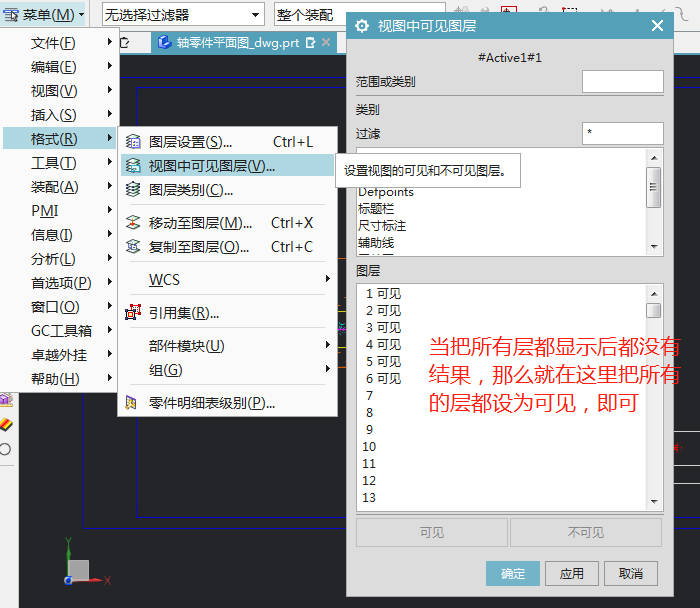 菜单(M)
无选择过滤器
整个装配
轴零件平面图_dwg.prt
文件(F)
编辑(E)
视图(V)
插入(S)
格式(R)
工具(T)
装配(A)
PMI
信息(I)
分析(L)
首选项(P)
窗口(O)
GC工具箱
卓越外挂
帮助(H)
图层设置(S)... Ctrl+L
视图中可见图层(V)...
图层类别(C)...
移动至图层(M)... Ctrl+X
复制至图层(O)... Ctrl+C
WCS
引用集(R)...
部件模块(U)
组(G)
零件明细表级别(P)...
设置视图的可见和不可见图层。
视图中可见图层
#Active1#1
范围或类别
类别
过滤
*
Defpoints
标题栏
尺寸标注
辅助线
图层
1 可见
2 可见
3 可见
4 可见
5 可见
6 可见
7
8
9
10
11
12
13
当把所有层都显示后都没有
结果，那么就在这里把所有
的层都设为可见，即可
可见
不可见
确定
应用
取消
Y
X